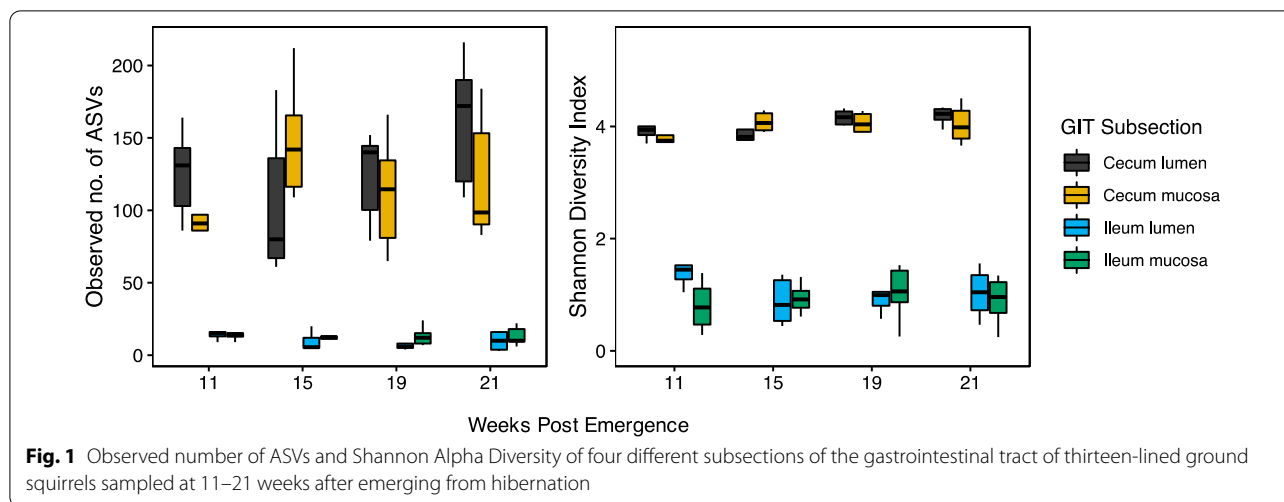 Observed no. of ASVs
200
150
100
50
0
11
15
19
21
Shannon Diversity Index
4
2
0
11
15
19
21
Weeks Post Emergence
GIT Subsection
Cecum lumen
Cecum mucosa
Ileum lumen
Ileum mucosa
Fig. 1 Observed number of ASVs and Shannon Alpha Diversity of four different subsections of the gastrointestinal tract of thirteen-lined ground
squirrels sampled at 11–21 weeks after emerging from hibernation